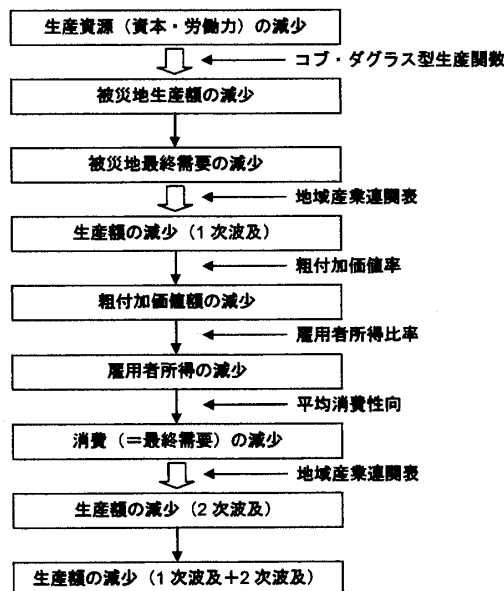 生産資源（資本・労働力）の減少
コブ・ダグラス型生産関数
被災地生産額の減少
被災地最終需要の減少
地域産業連関表
生産額の減少（1次波及）
粗付加価値率
粗付加価値額の減少
雇用者所得比率
雇用者所得の減少
平均消費性向
消費（＝最終需要）の減少
地域産業連関表
生産額の減少（2次波及）
生産額の減少（1次波及＋2次波及）